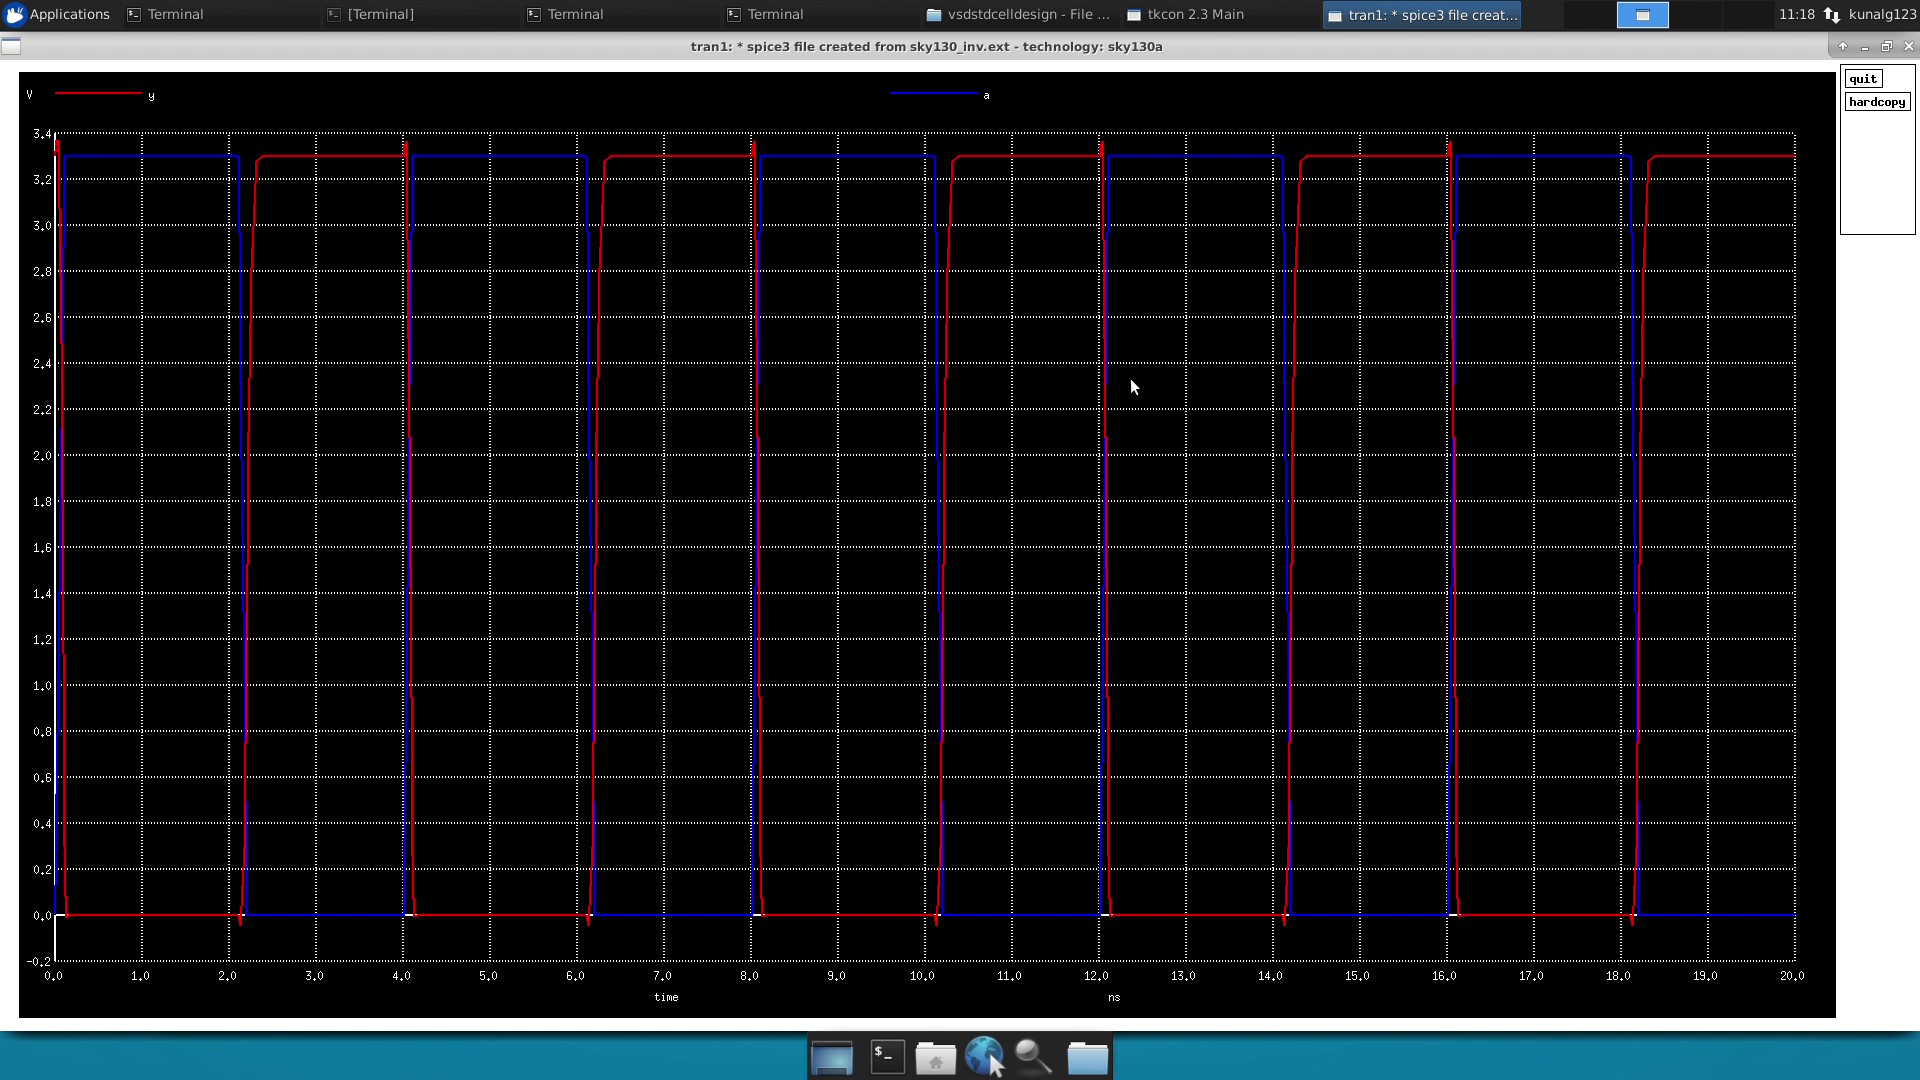 Applications Terminal [Terminal] Terminal Terminal vsdstdcelldesign - File ... tkcon 2.3 Main tran1: * spice3 file creat... 11:18 kunalg123
tran1: * spice3 file created from sky130_inv.ext - technology: sky130a
quit
hardcopy
V y a
3.4
3.2
3.0
2.8
2.6
2.4
2.2
2.0
1.8
1.6
1.4
1.2
1.0
0.8
0.6
0.4
0.2
0.0
-0.2
0.0 1.0 2.0 3.0 4.0 5.0 6.0 7.0 8.0 9.0 10.0 11.0 12.0 13.0 14.0 15.0 16.0 17.0 18.0 19.0 20.0
time ns